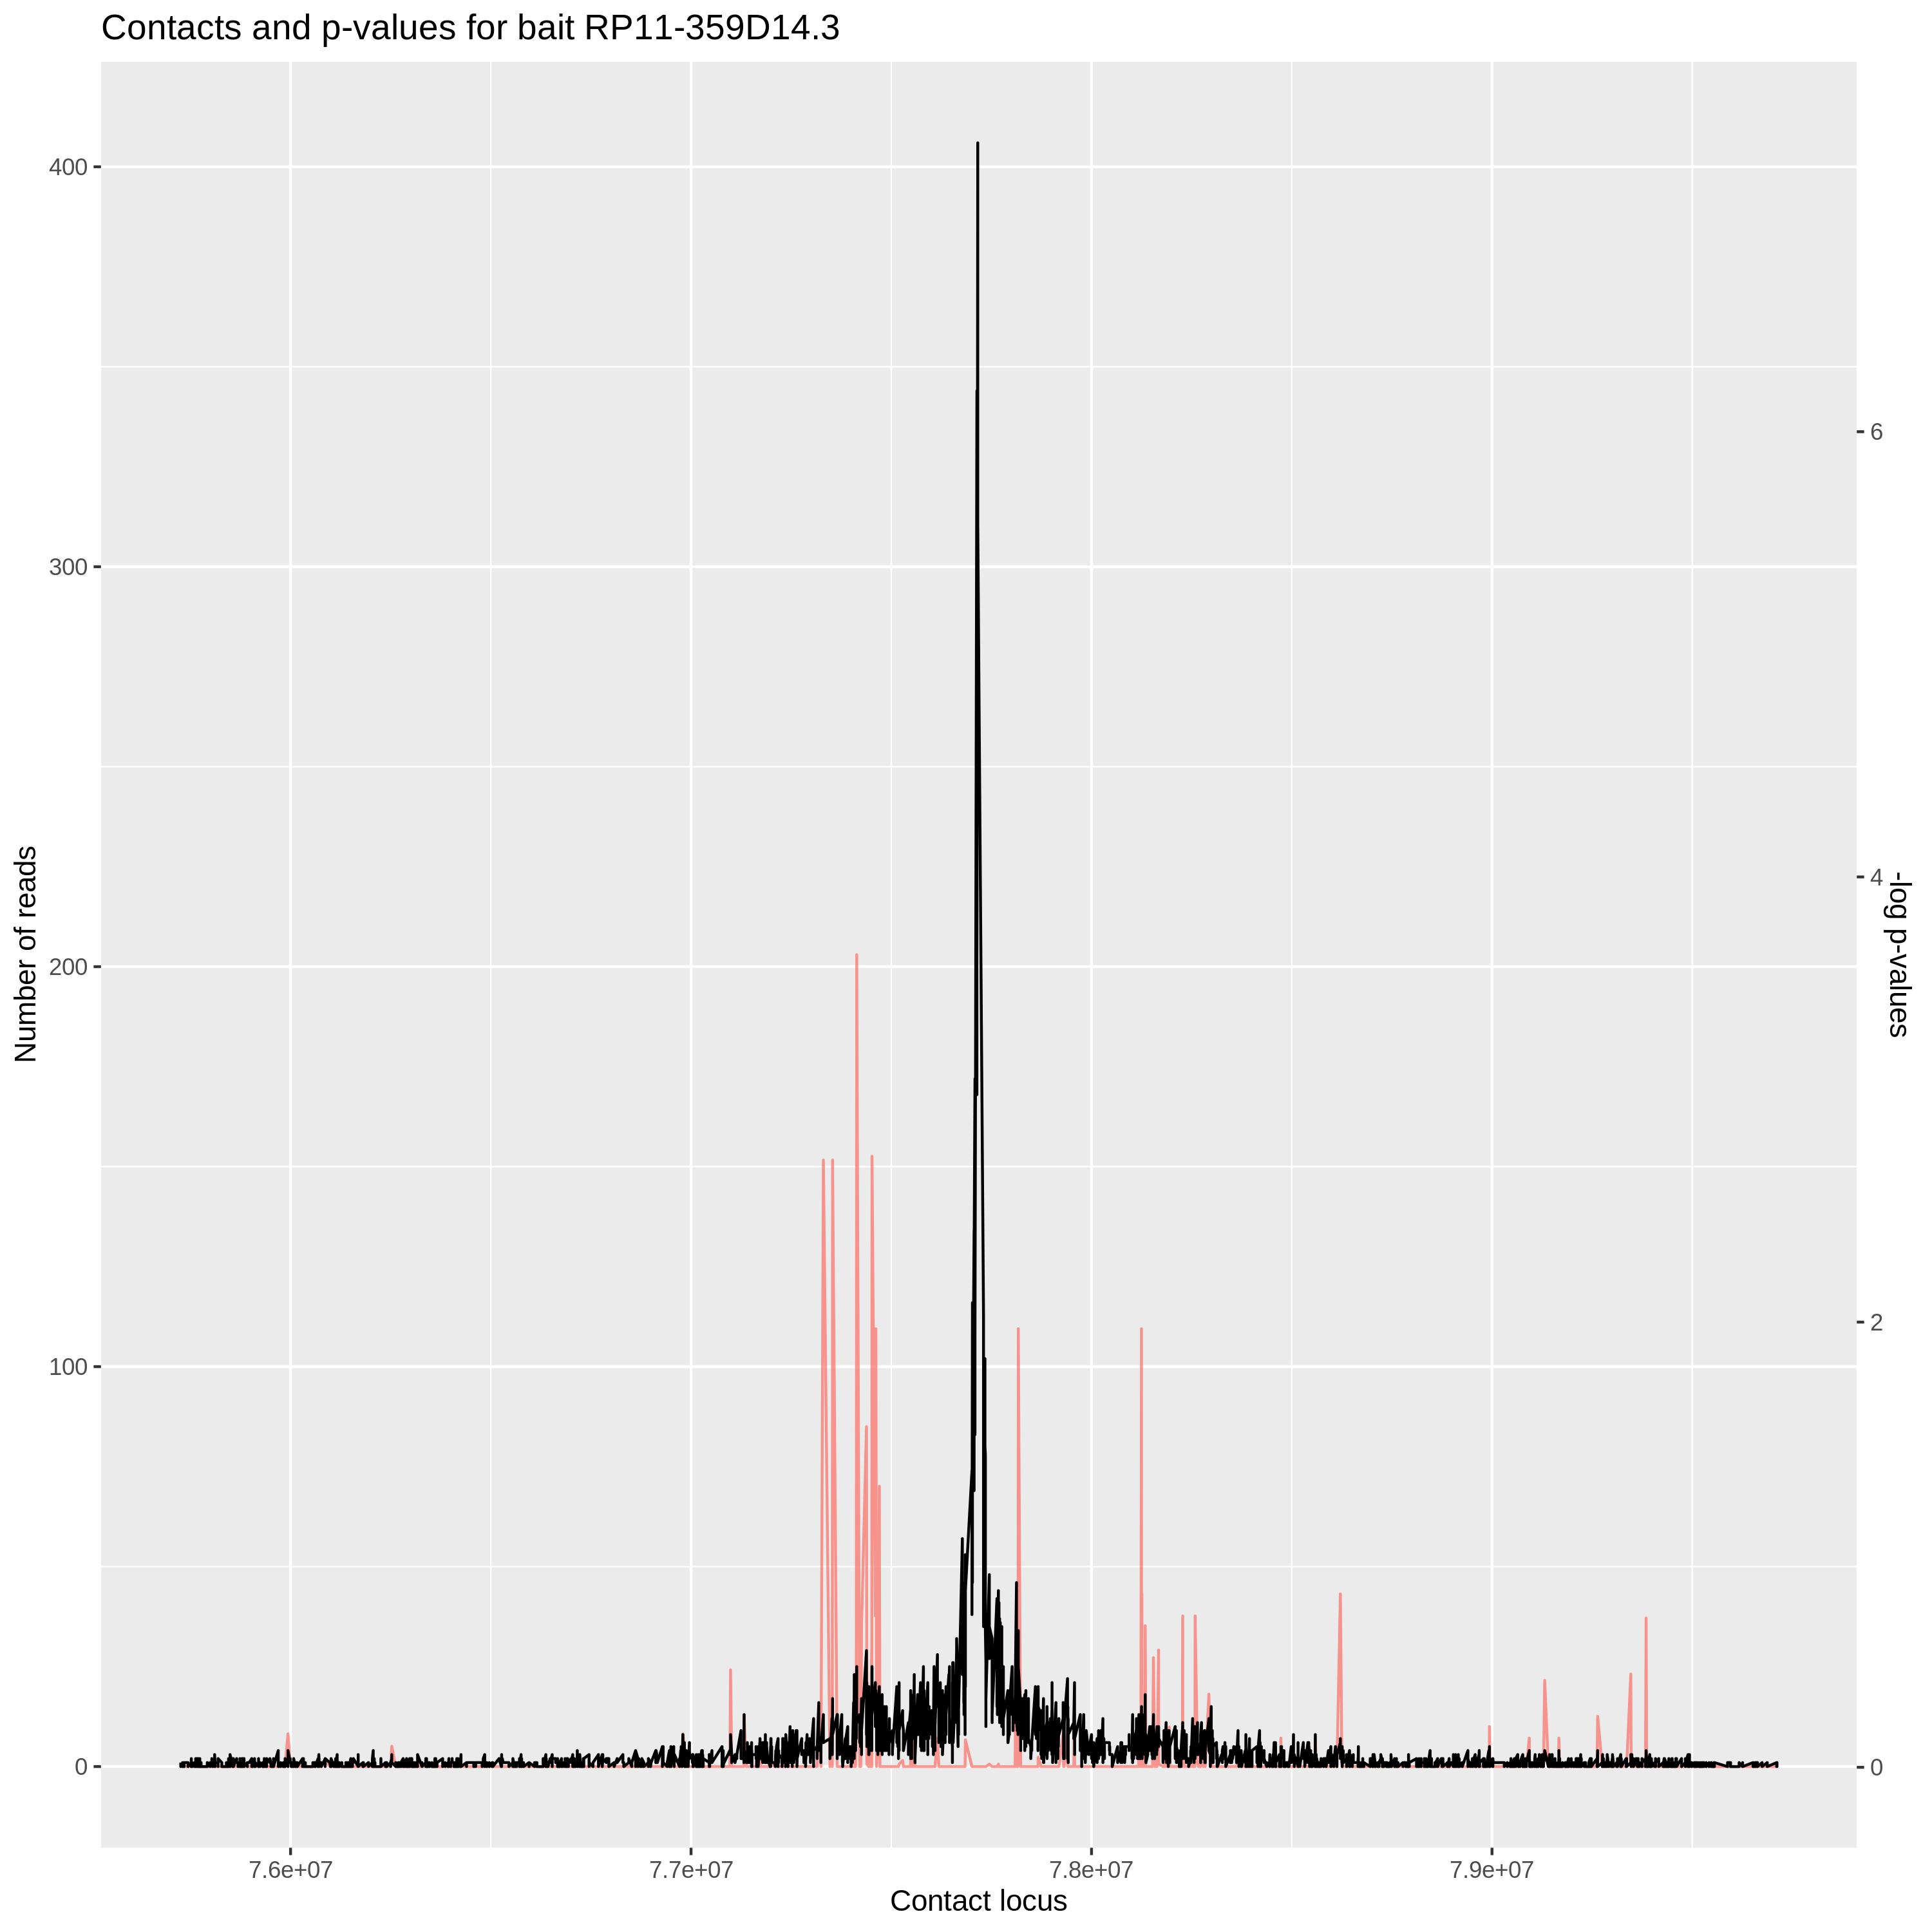 Contacts and p-values for bait RP11-359D14.3
400
300
200
100
0
Number of reads
6
4
2
0
-log p-values
7.6e+07
7.7e+07
7.8e+07
7.9e+07
Contact locus